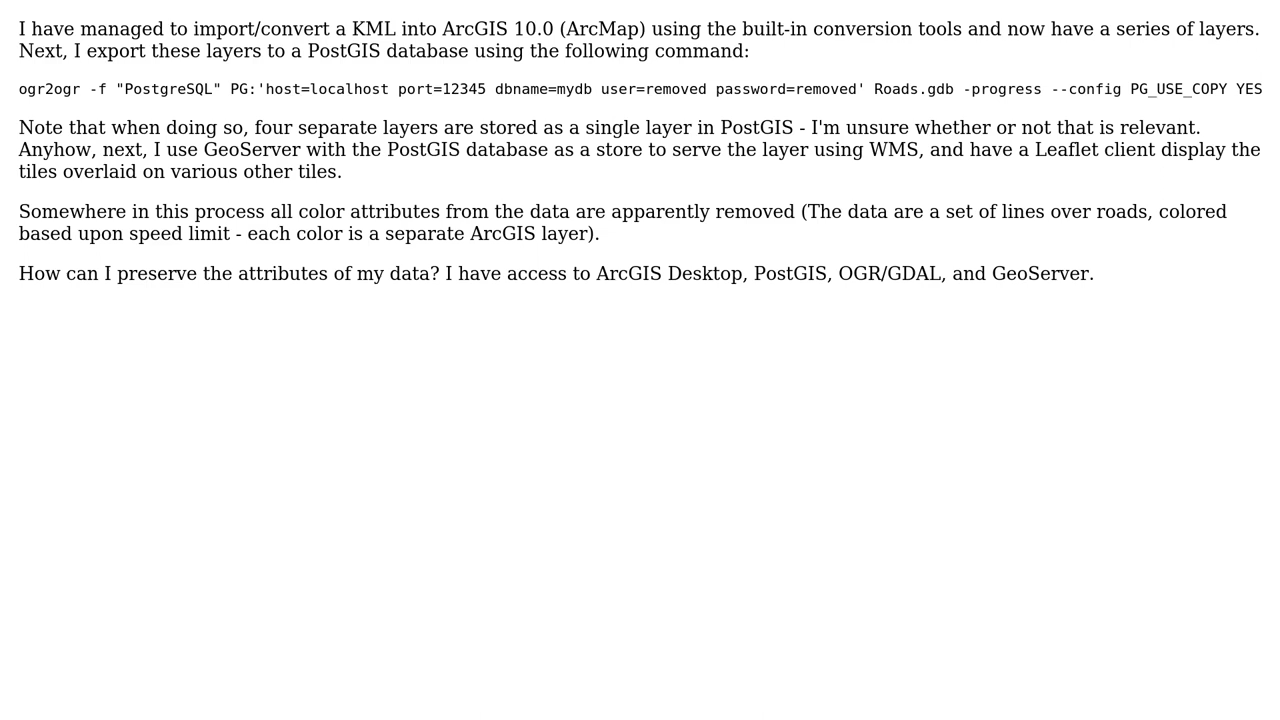 I have managed to import/convert a KML into ArcGIS 10.0 (ArcMap) using the built-in conversion tools and now have a series of layers.
Next, I export these layers to a PostGIS database using the following command:
ogr2ogr -f "PostgreSQL" PG:'host=localhost port=12345 dbname=mydb user=removed password=removed' Roads.gdb -progress --config PG_USE_COPY YES
Note that when doing so, four separate layers are stored as a single layer in PostGIS - I'm unsure whether or not that is relevant.
Anyhow, next, I use GeoServer with the PostGIS database as a store to serve the layer using WMS, and have a Leaflet client display the
tiles overlaid on various other tiles.
Somewhere in this process all color attributes from the data are apparently removed (The data are a set of lines over roads, colored
based upon speed limit - each color is a separate ArcGIS layer).
How can I preserve the attributes of my data? I have access to ArcGIS Desktop, PostGIS, OGR/GDAL, and GeoServer.